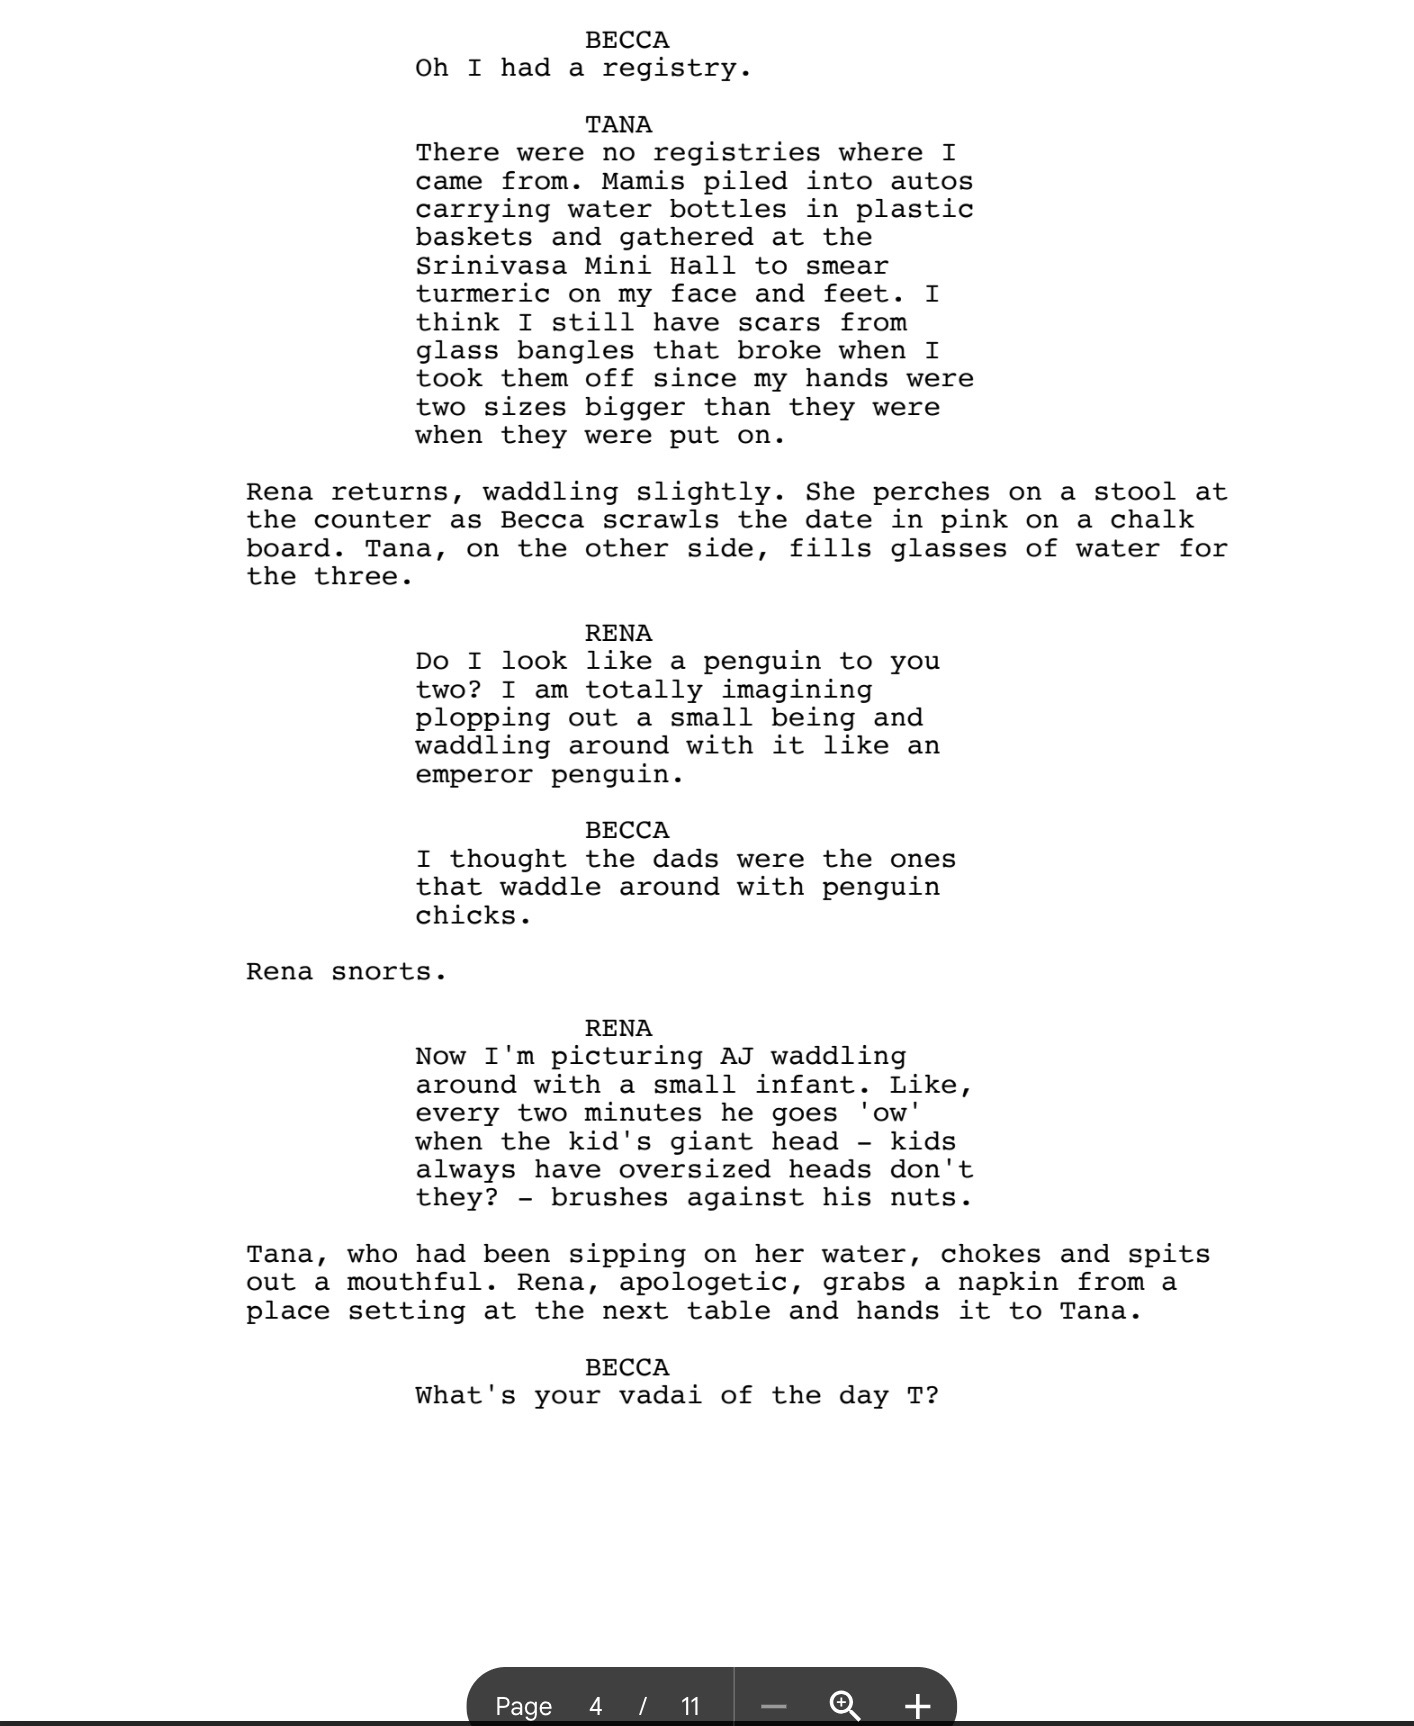 BECCA
Oh I had a registry.
TANA
There were no registries where I
came from. Mamis piled into autos
carrying water bottles in plastic
baskets and gathered at the
Srinivasa Mini Hall to smear
turmeric on my face and feet. I
think I still have scars from
glass bangles that broke when I
took them off since my hands were
two sizes bigger than they were
when they were put on.
Rena returns, waddling slightly. She perches on a stool at
the counter as Becca scrawls the date in pink on a chalk
board. Tana, on the other side, fills glasses of water for
the three.
RENA
Do I look like a penguin to you
two? I am totally imagining
plopping out a small being and
waddling around with it like an
emperor penguin.
BECCA
I thought the dads were the ones
that waddle around with penguin
chicks.
Rena snorts.
RENA
Now I'm picturing AJ waddling
around with a small infant. Like,
every two minutes he goes 'ow'
when the kid's giant head – kids
always have oversized heads don't
they? – brushes against his nuts.
Tana, who had been sipping on her water, chokes and spits
out a mouthful. Rena, apologetic, grabs a napkin from a
place setting at the next table and hands it to Tana.
BECCA
What's your vadai of the day T?
Page 4 / 11